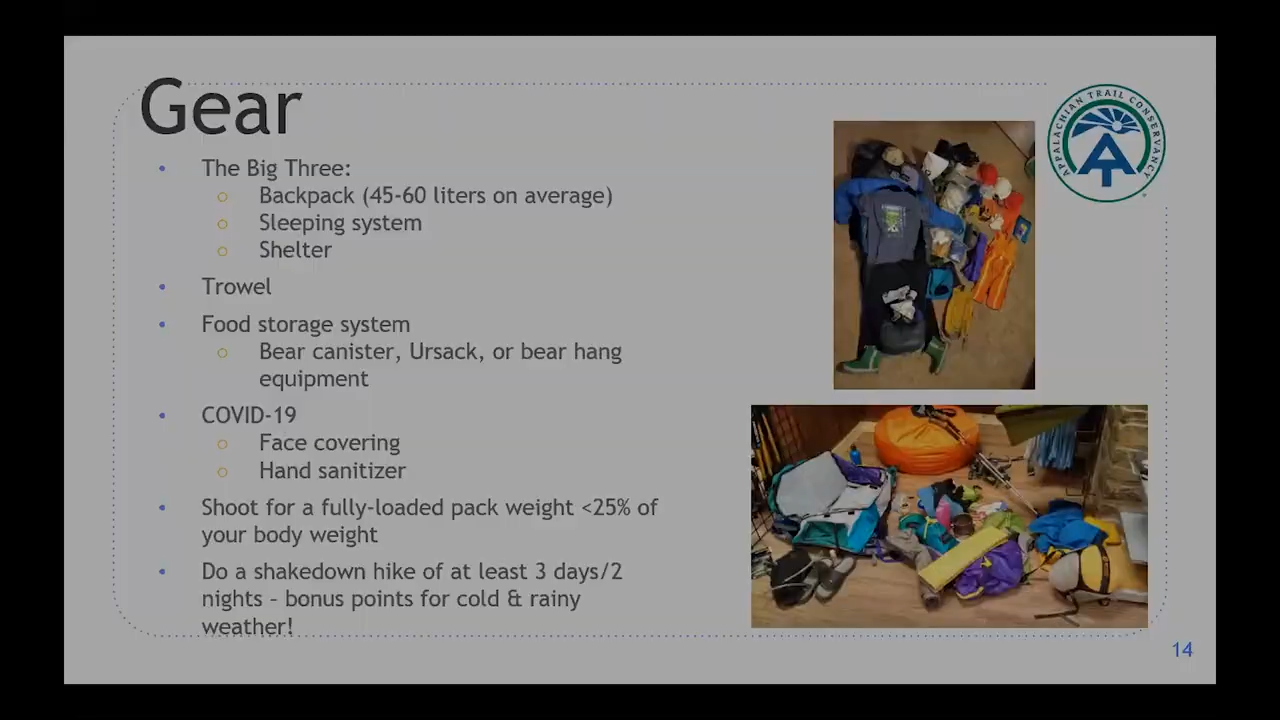 Gear
APPALACHIAN TRAIL CONSERVANCY
• The Big Three:
○ Backpack (45-60 liters on average)
○ Sleeping system
○ Shelter
• Trowel
• Food storage system
○ Bear canister, Ursack, or bear hang
equipment
• COVID-19
○ Face covering
○ Hand sanitizer
• Shoot for a fully-loaded pack weight <25% of
your body weight
• Do a shakedown hike of at least 3 days/2
nights – bonus points for cold & rainy
weather!
14